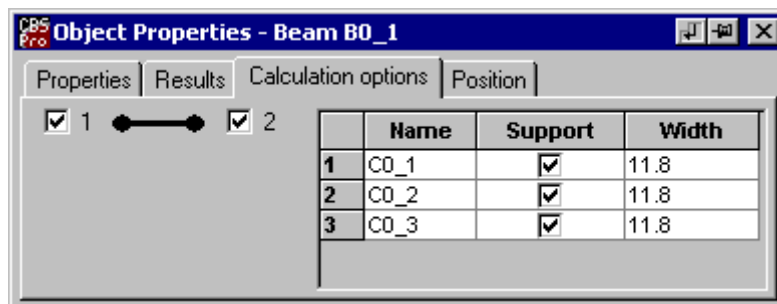 CBS Pro Object Properties - Beam B0_1
Properties Results Calculation options Position
1 2
Name Support Width
1 C0_1 11.8
2 C0_2 11.8
3 C0_3 11.8